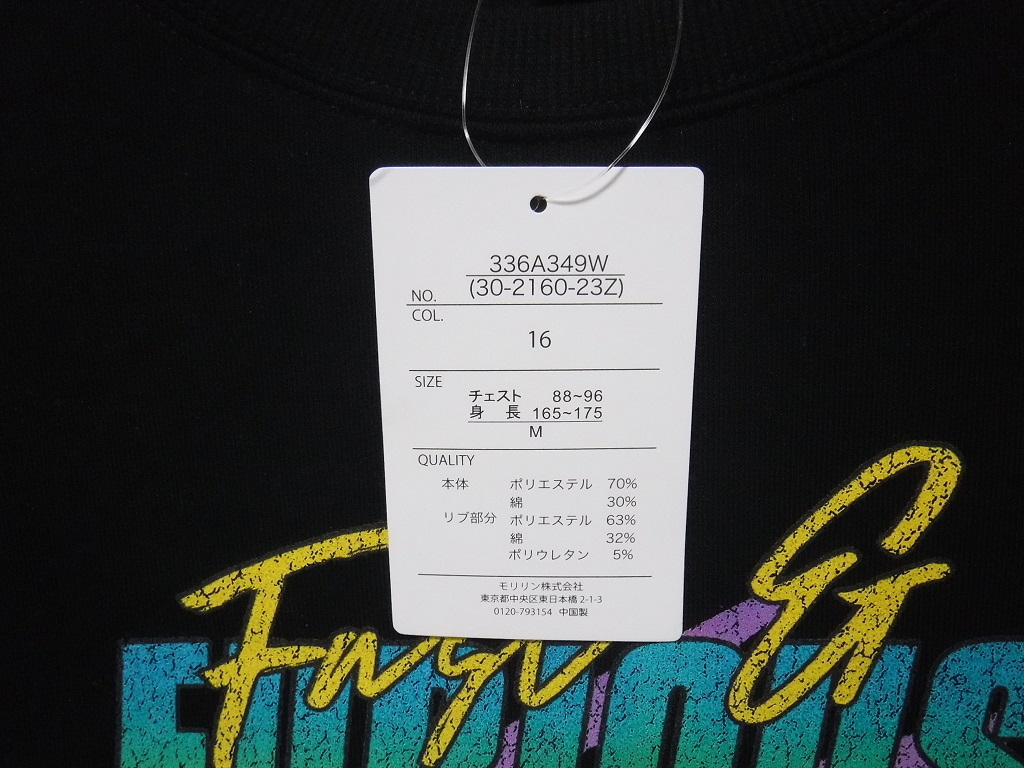 336A349W
NO. (30-2160-23Z)
COL.
16
SIZE
チェスト 88~96
身長 165~175
M
QUALITY
本体 ポリエステル 70%
綿 30%
リブ部分 ポリエステル 63%
綿 32%
ポリウレタン 5%
モリリン株式会社
東京都中央区東日本橋 2-1-3
0120-793154 中国製
Fast &
FURIOUS